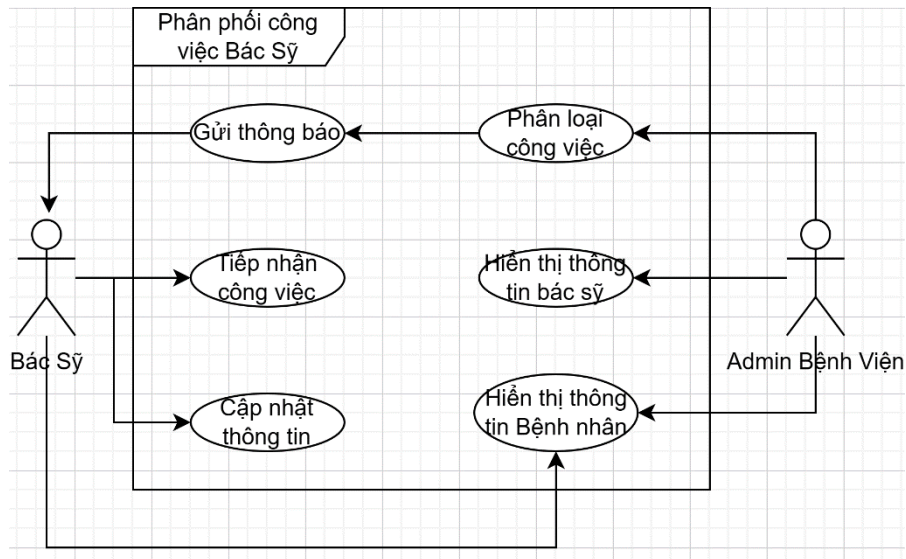 Phân phối công
việc Bác Sỹ
Gửi thông báo
Phân loại
công việc
Tiếp nhận
công việc
Hiển thị thông
tin bác sỹ
Bác Sỹ
Admin Bệnh Viện
Cập nhật
thông tin
Hiển thị thông
tin Bệnh nhân